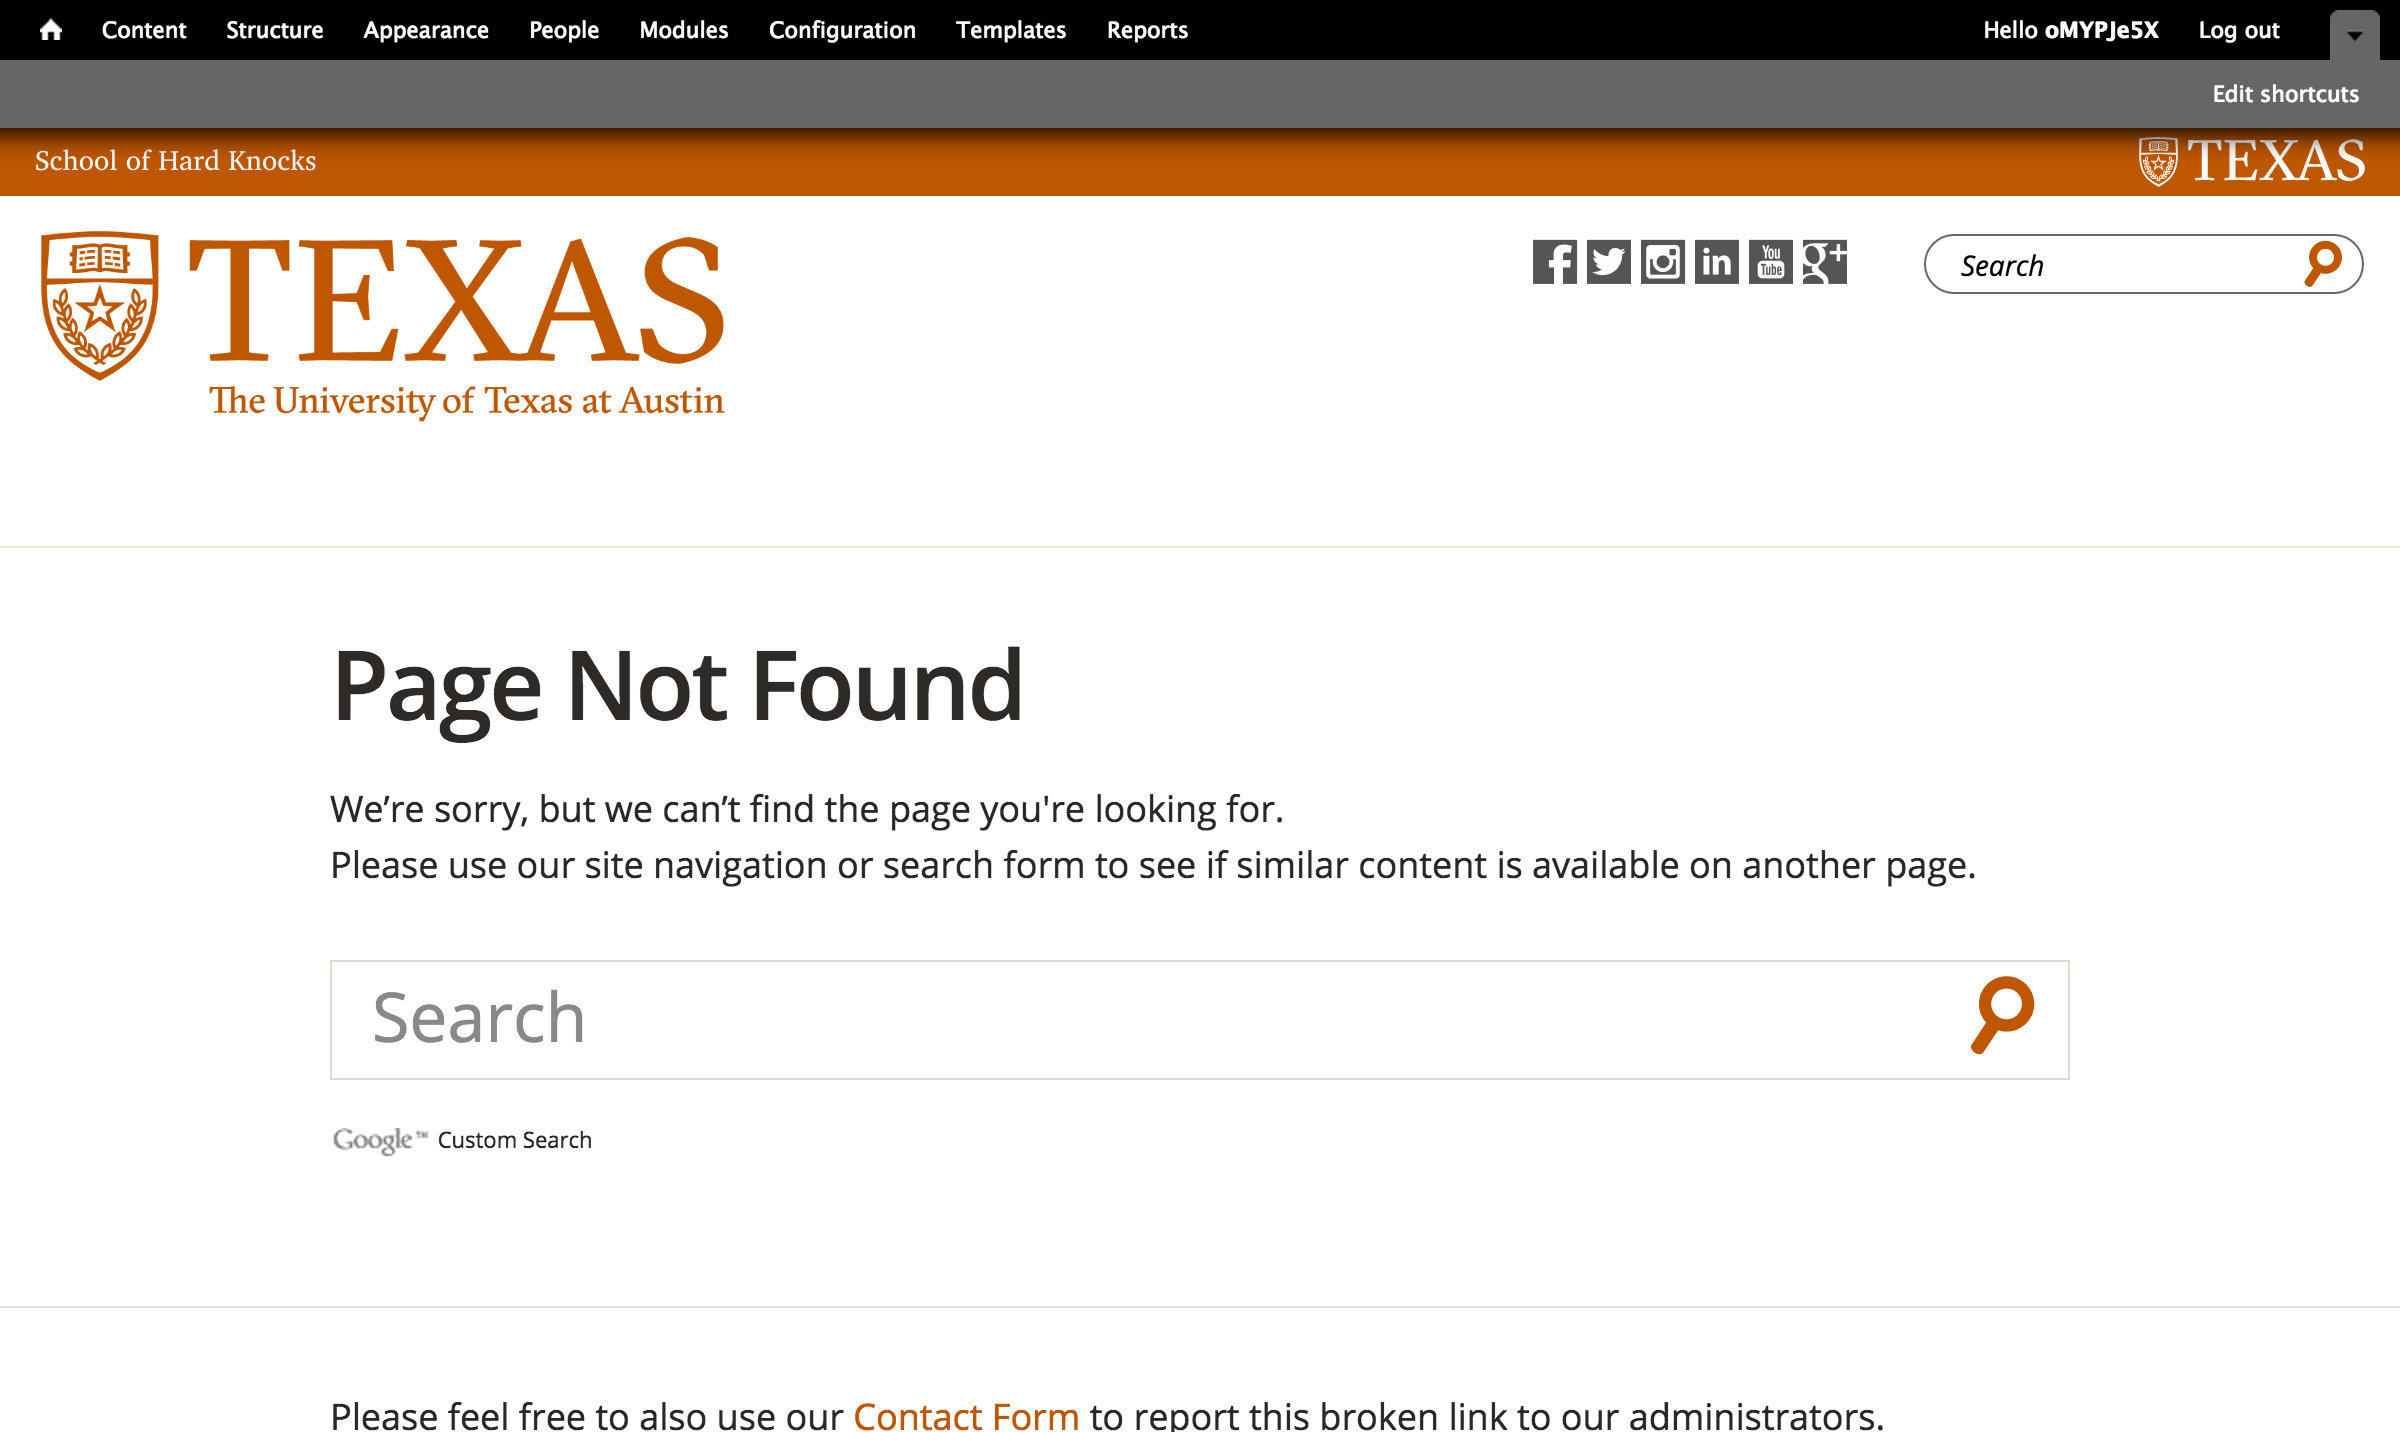 Content Structure Appearance People Modules Configuration Templates Reports Hello oMYPJe5X Log out
Edit shortcuts
School of Hard Knocks TEXAS
TEXAS
The University of Texas at Austin
You Tube g+ in Search
Page Not Found
We’re sorry, but we can’t find the page you're looking for.
Please use our site navigation or search form to see if similar content is available on another page.
Search
Google™ Custom Search
Please feel free to also use our Contact Form to report this broken link to our administrators.